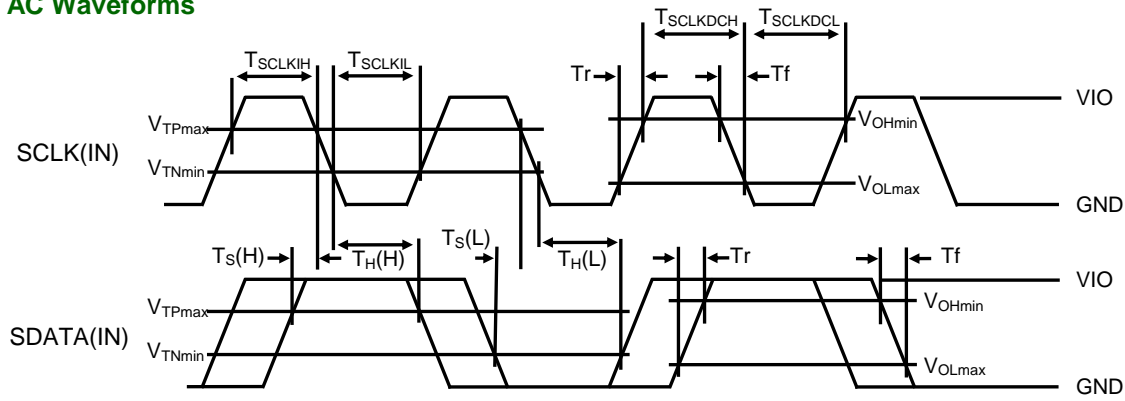 AC Waveforms
TSCLKDCH TSCLKDCL
TSCLKIH TSCLKIL
Tr Tf
VIO
VTPmax
VOHmin
SCLK(IN)
VTNmin
VOLmax
GND
TS(H) TH(H) TS(L) TH(L) Tr Tf
VIO
VTPmax
VOHmin
SDATA(IN)
VTNmin
VOLmax
GND